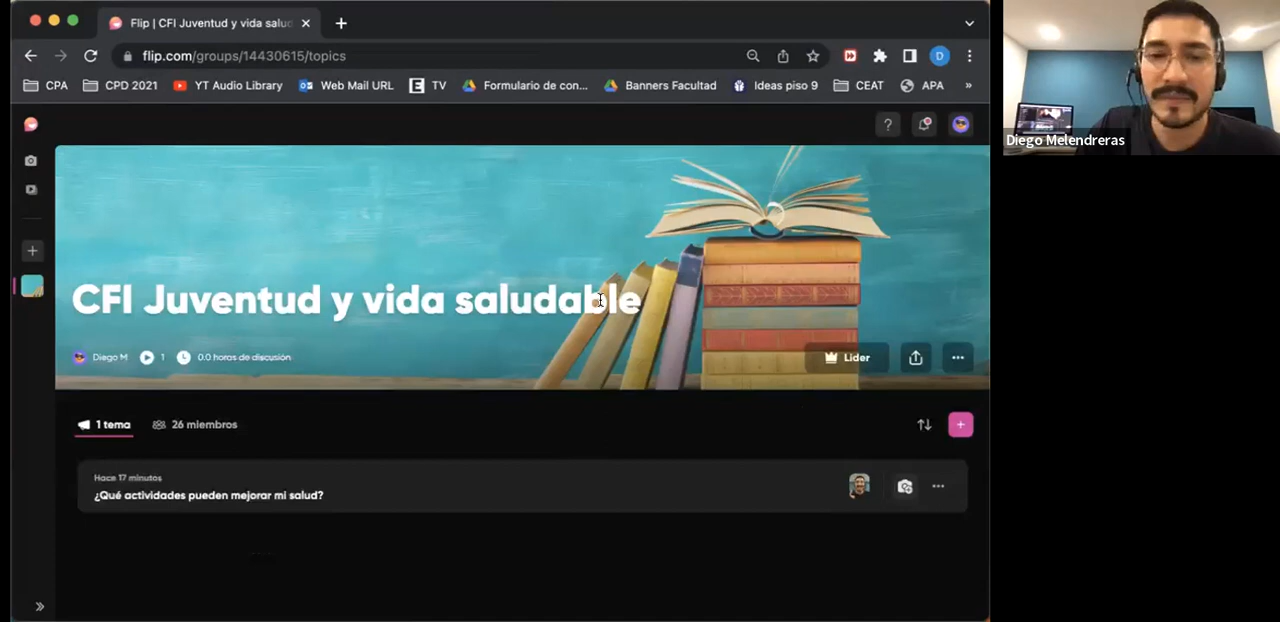 Flip | CFI Juventud y vida salud
flip.com/groups/14430615/topics
D
CPA
CPD 2021
YT Audio Library
Web Mail URL
E TV
Formulario de con...
Banners Facultad
Ideas piso 9
CEAT
APA
»
?
CFI Juventud y vida saludable
Diego M
1
0.0 horas de discusión
Líder
1 tema
26 miembros
Hace 17 minutos
¿Qué actividades pueden mejorar mi salud?
Diego Melendreras